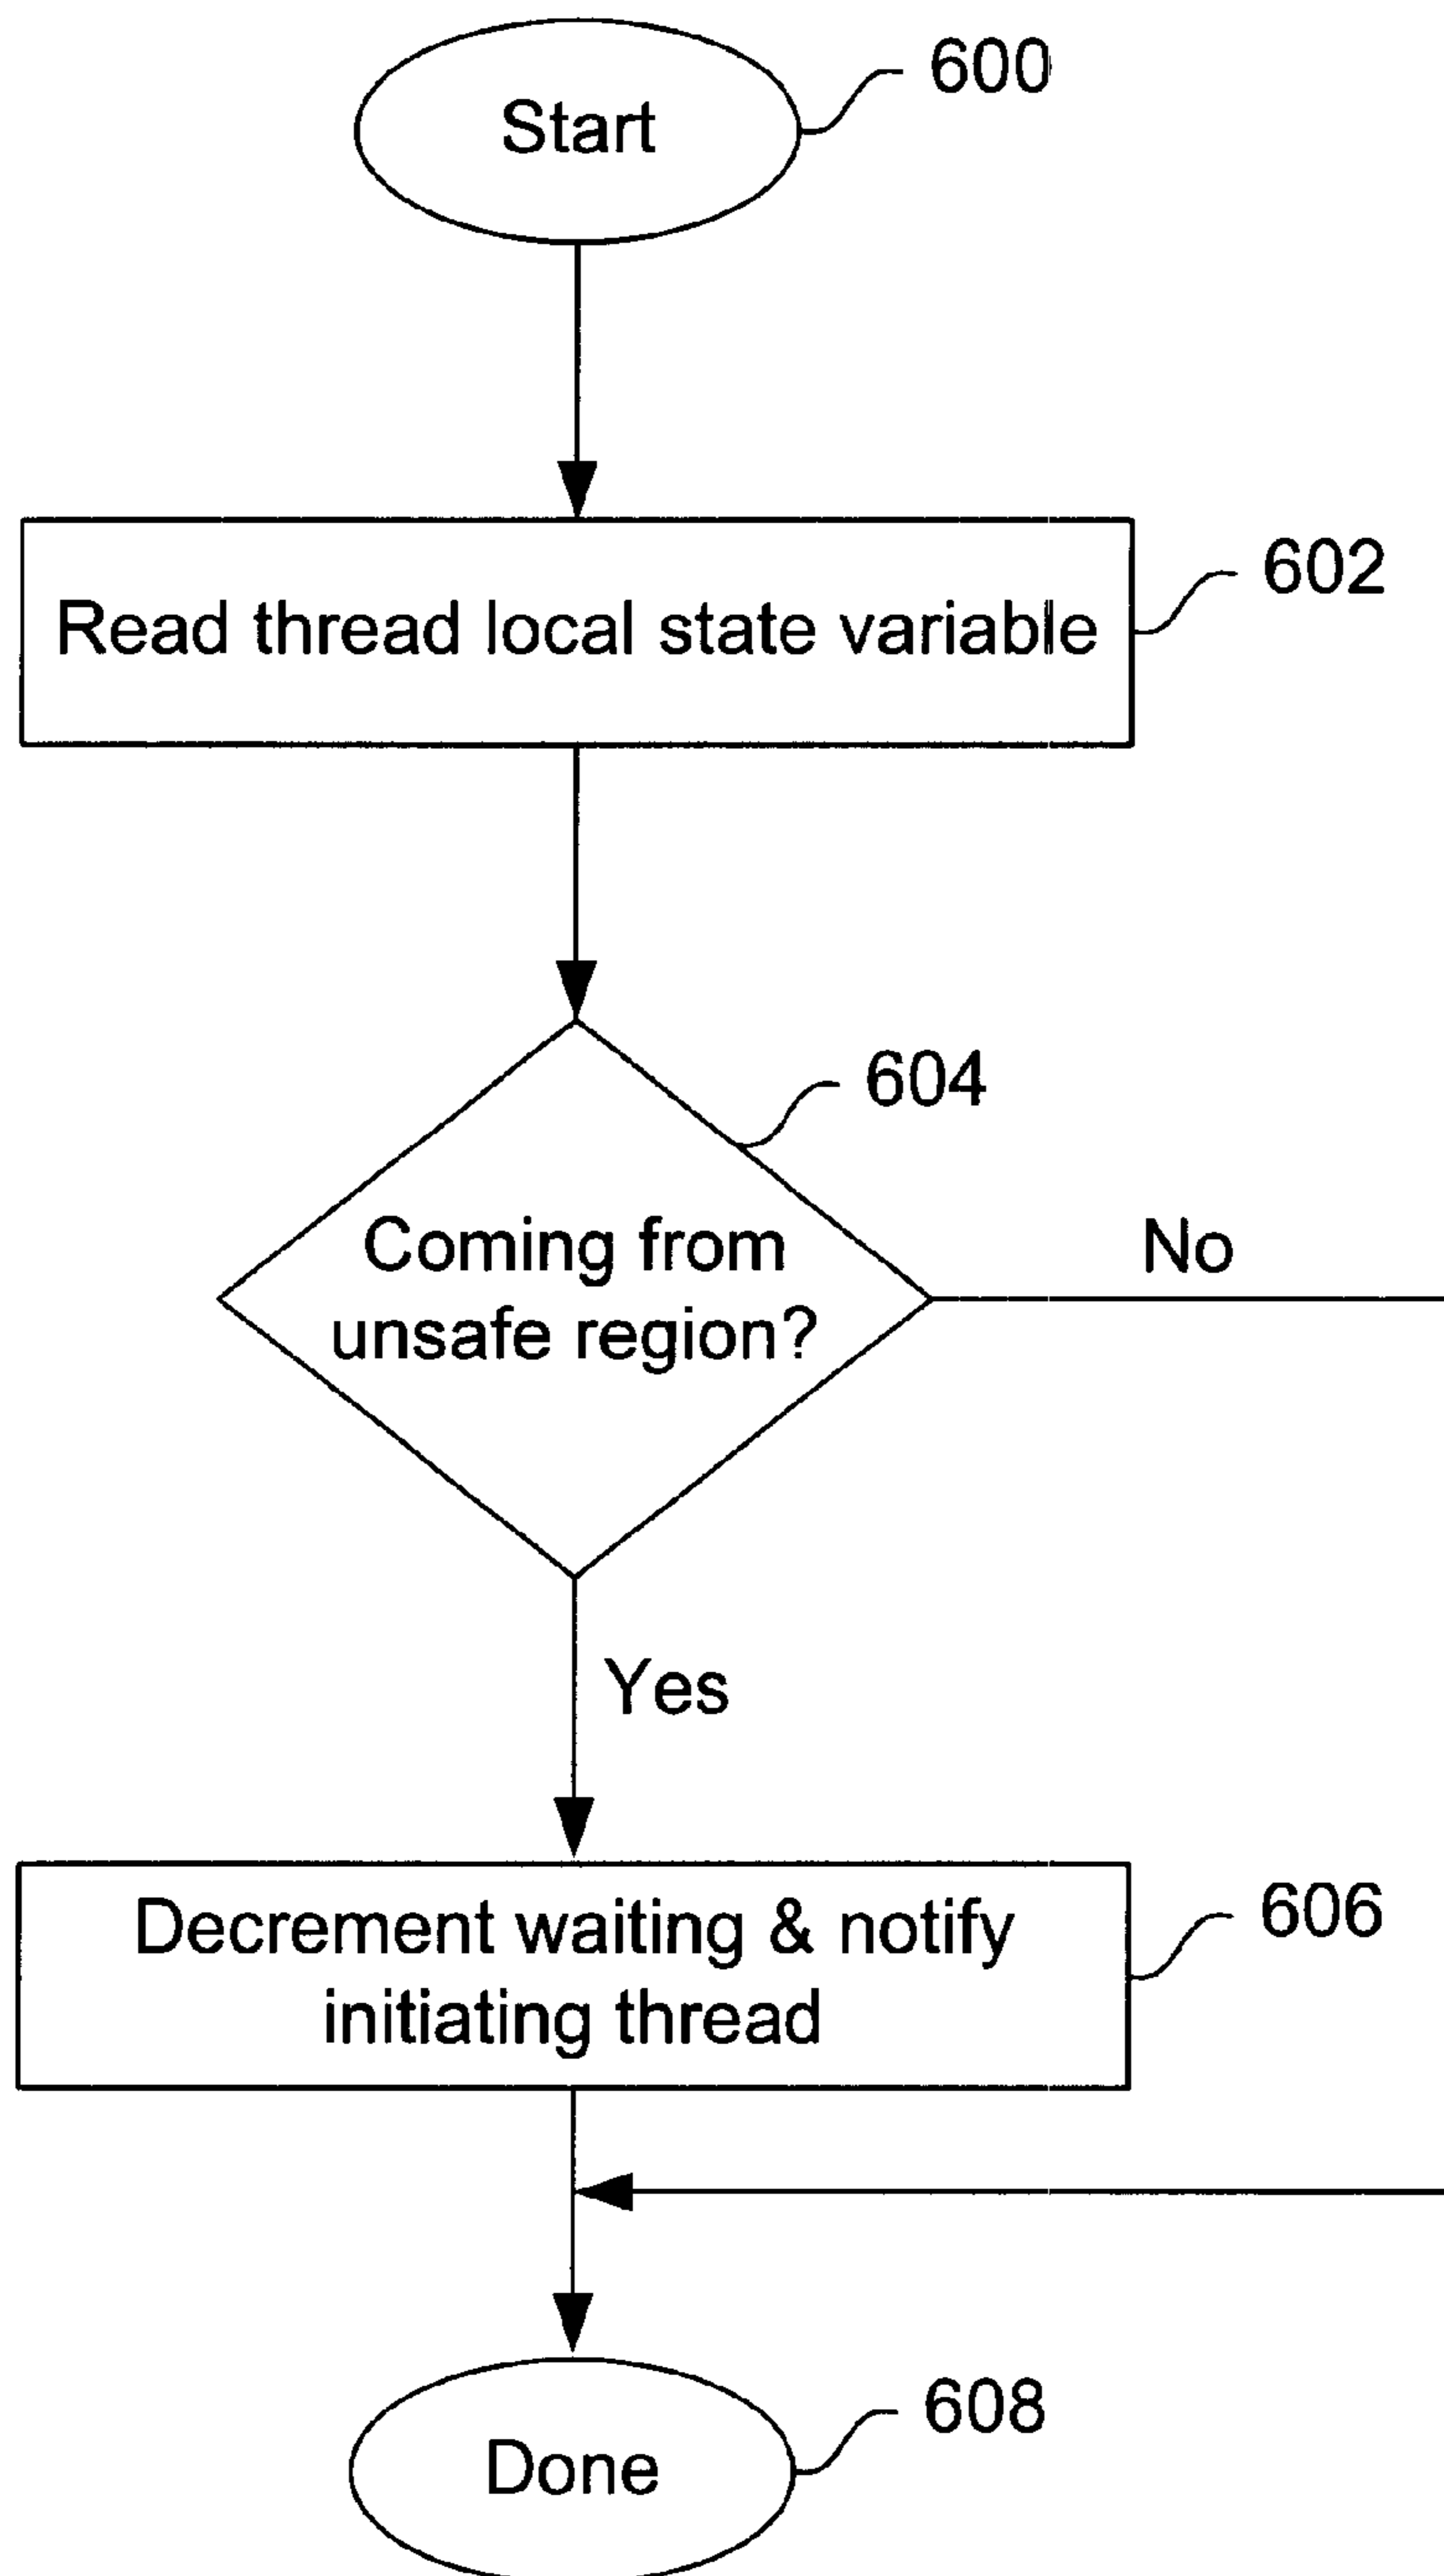 Start
600
Read thread local state variable
602
604
Coming from
unsafe region?
No
Yes
Decrement waiting & notify
initiating thread
606
Done
608